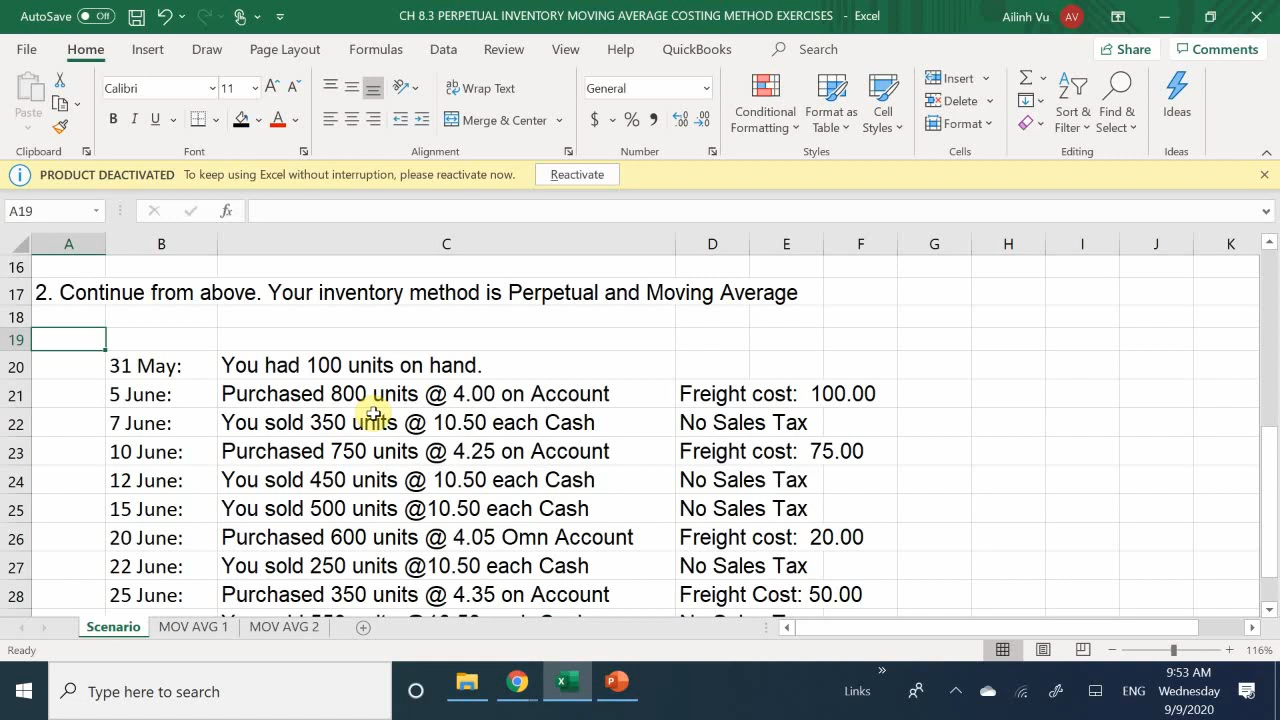 AutoSave Off CH 8.3 PERPETUAL INVENTORY MOVING AVERAGE COSTING METHOD EXERCISES - Excel Ailinh Vu AV
File Home Insert Draw Page Layout Formulas Data Review View Help QuickBooks Search Share Comments
Calibri 11 A A ab Wrap Text General Insert
Paste Conditional Format as Cell Delete Sort & Find & Ideas
B I U A Merge & Center $ % Formatting Table Styles Format Filter Select
Clipboard Font Alignment Number Styles Cells Editing Ideas
PRODUCT DEACTIVATED To keep using Excel without interruption, please reactivate now. Reactivate
A19 fx
A B C D E F G H I J K
16
17 2. Continue from above. Your inventory method is Perpetual and Moving Average
18
19
20 31 May: You had 100 units on hand.
21 5 June: Purchased 800 units @ 4.00 on Account Freight cost: 100.00
22 7 June: You sold 350 units @ 10.50 each Cash No Sales Tax
23 10 June: Purchased 750 units @ 4.25 on Account Freight cost: 75.00
24 12 June: You sold 450 units @ 10.50 each Cash No Sales Tax
25 15 June: You sold 500 units @10.50 each Cash No Sales Tax
26 20 June: Purchased 600 units @ 4.05 Omn Account Freight cost: 20.00
27 22 June: You sold 250 units @10.50 each Cash No Sales Tax
28 25 June: Purchased 350 units @ 4.35 on Account Freight Cost: 50.00
Scenario MOV AVG 1 MOV AVG 2
Ready 116%
Type here to search Links ENG 9:53 AM
Wednesday
9/9/2020